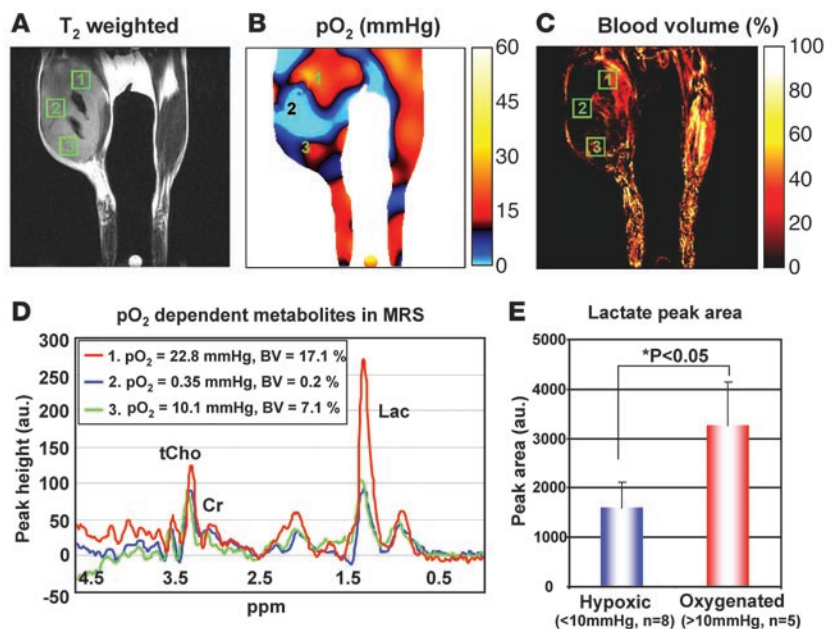 A T₂ weighted
1
2
3
B pO₂ (mmHg)
1
2
3
60
45
30
15
0
C Blood volume (%)
1
2
3
100
80
60
40
20
0
D pO₂ dependent metabolites in MRS
Peak height (au.)
300
250
200
150
100
50
0
-50
1. pO₂ = 22.8 mmHg, BV = 17.1 %
2. pO₂ = 0.35 mmHg, BV = 0.2 %
3. pO₂ = 10.1 mmHg, BV = 7.1 %
tCho
Cr
Lac
4.5 3.5 2.5 1.5 0.5
ppm
E Lactate peak area
Peak area (au.)
5000
4000
3000
2000
1000
0
*P<0.05
Hypoxic Oxygenated
(<10mmHg, n=8) (>10mmHg, n=5)